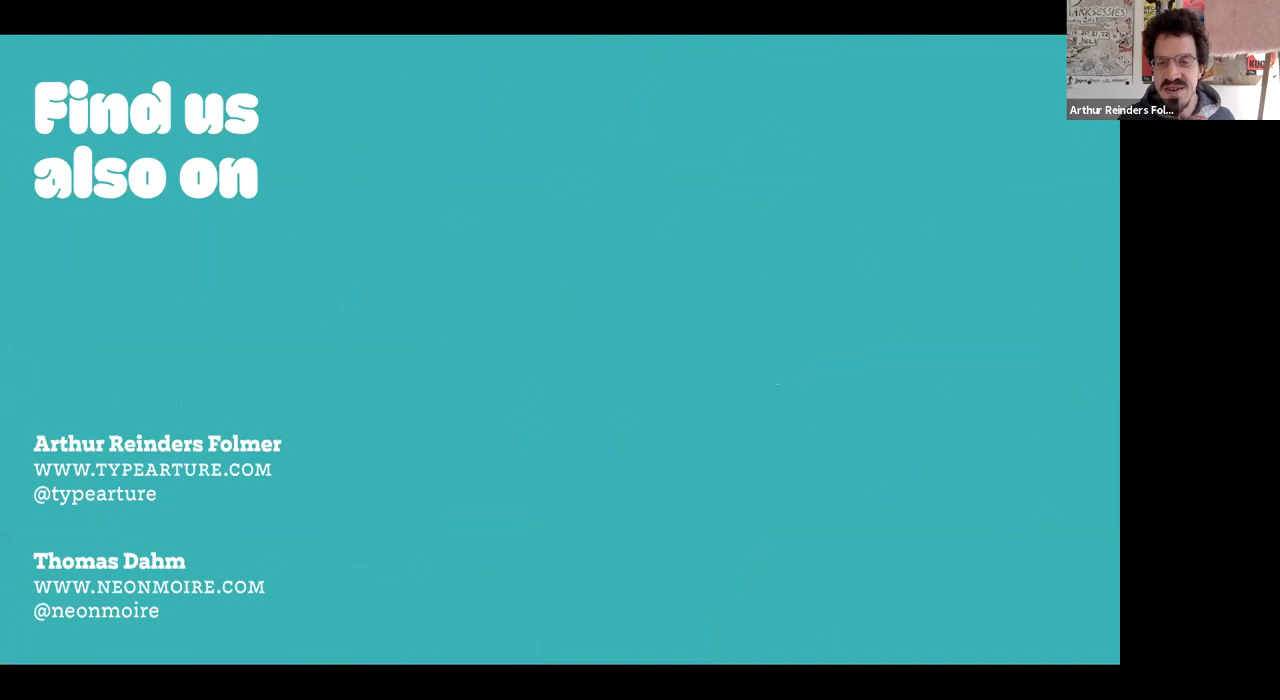 Find us
also on
Arthur Reinders Folmer
WWW.TYPEARTURE.COM
@typearture
Thomas Dahm
WWW.NEONMOIRE.COM
@neonmoire
Arthur Reinders Fol...